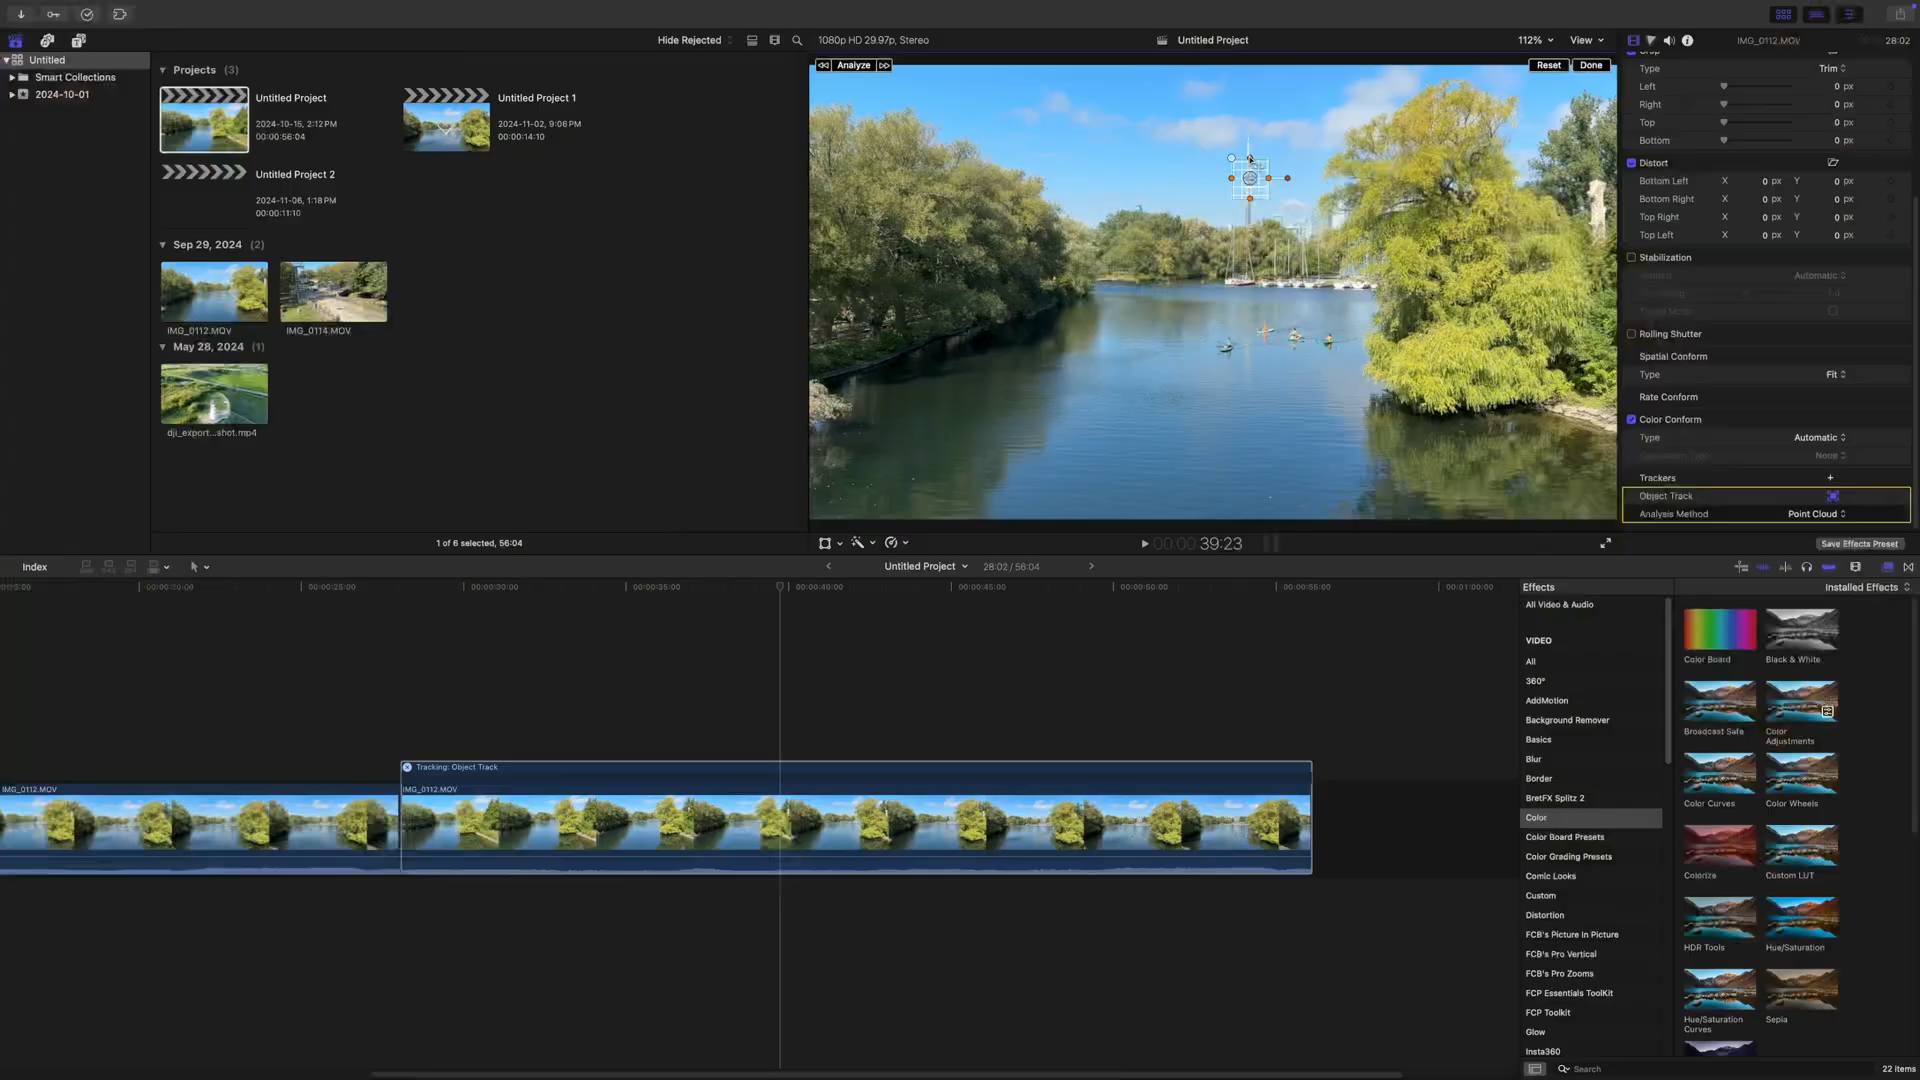 Hide Rejected
1080p HD 29.97p, Stereo
Untitled Project
112%
View
IMG_0112.MOV
28:02
Untitled
Smart Collections
2024-10-01
Projects (3)
Untitled Project
2024-10-15, 2:12 PM
00:00:56:04
Untitled Project 1
2024-11-02, 9:06 PM
00:00:14:10
Untitled Project 2
2024-11-06, 1:18 PM
00:00:11:10
Sep 29, 2024 (2)
IMG_0112.MOV
IMG_0114.MOV
May 28, 2024 (1)
dji_export...shot.mp4
1 of 6 selected, 56:04
Analyze
Reset
Done
00:00:39:23
Crop
Type
Trim
Left
0 px
Right
0 px
Top
0 px
Bottom
0 px
Distort
Bottom Left X 0 px Y 0 px
Bottom Right X 0 px Y 0 px
Top Right X 0 px Y 0 px
Top Left X 0 px Y 0 px
Stabilization
Automatic
Rolling Shutter
Spatial Conform
Type
Fit
Rate Conform
Color Conform
Type
Automatic
None
Trackers
Object Track
Analysis Method
Point Cloud
Save Effects Preset
Index
Untitled Project
28:02 / 56:04
00:00:25:00
00:00:30:00
00:00:35:00
00:00:40:00
00:00:45:00
00:00:50:00
00:00:55:00
00:01:00:00
Tracking: Object Track
IMG_0112.MOV
IMG_0112.MOV
Effects
Installed Effects
All Video & Audio
VIDEO
All
360°
AddMotion
Background Remover
Basics
Blur
Border
BretFX Splitz 2
Color
Color Board Presets
Color Grading Presets
Comic Looks
Custom
Distortion
FCB's Picture In Picture
FCB's Pro Vertical
FCB's Pro Zooms
FCP Essentials ToolKit
FCP Toolkit
Glow
Insta360
Color Board
Black & White
Broadcast Safe
Color
Adjustments
Color Curves
Color Wheels
Colorize
Custom LUT
HDR Tools
Hue/Saturation
Hue/Saturation
Curves
Sepia
Search
22 items